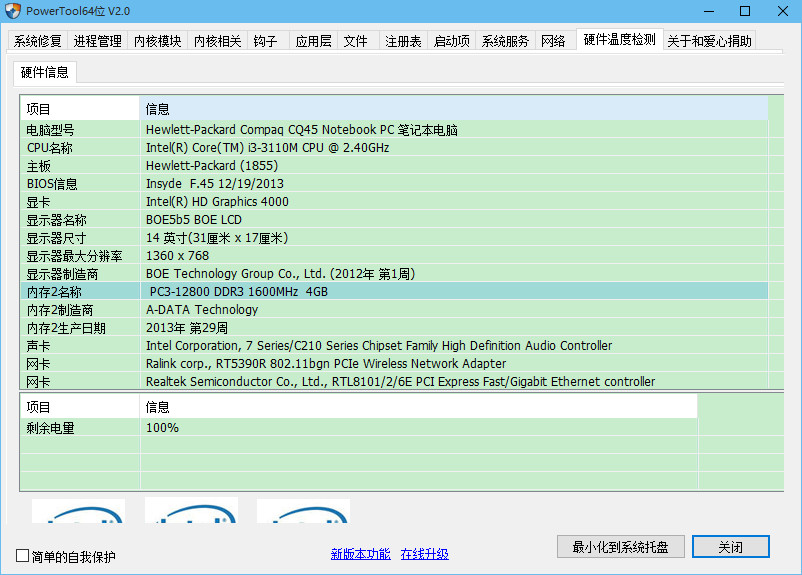 PowerTool64位 V2.0
系统修复 进程管理 内核模块 内核相关 钩子 应用层 文件 注册表 启动项 系统服务 网络 硬件温度检测 关于和爱心捐助
硬件信息
项目 信息
电脑型号 Hewlett-Packard Compaq CQ45 Notebook PC 笔记本电脑
CPU名称 Intel(R) Core(TM) i3-3110M CPU @ 2.40GHz
主板 Hewlett-Packard (1855)
BIOS信息 Insyde F.45 12/19/2013
显卡 Intel(R) HD Graphics 4000
显示器名称 BOE5b5 BOE LCD
显示器尺寸 14 英寸(31厘米 x 17厘米)
显示器最大分辨率 1360 x 768
显示器制造商 BOE Technology Group Co., Ltd. (2012年 第1周)
内存2名称 PC3-12800 DDR3 1600MHz 4GB
内存2制造商 A-DATA Technology
内存2生产日期 2013年 第29周
声卡 Intel Corporation, 7 Series/C210 Series Chipset Family High Definition Audio Controller
网卡 Ralink corp., RT5390R 802.11bgn PCIe Wireless Network Adapter
网卡 Realtek Semiconductor Co., Ltd., RTL8101/2/6E PCI Express Fast/Gigabit Ethernet controller
项目 信息
剩余电量 100%
简单的自我保护 新版本功能 在线升级 最小化到系统托盘 关闭